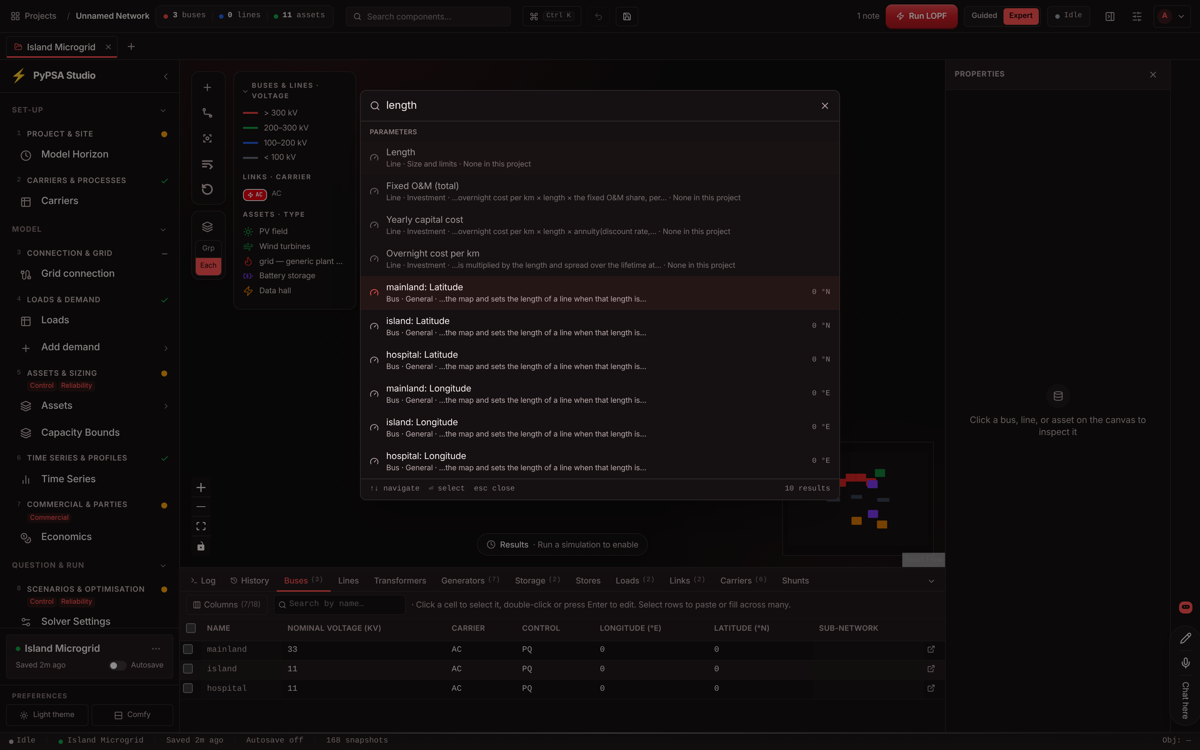 Projects / Unnamed Network 3 buses 0 lines 11 assets Search components... ⌘ Ctrl K 1 note Run LOPF Guided Expert Idle A
Island Microgrid × +
PyPSA Studio
SET-UP
1 PROJECT & SITE
Model Horizon
2 CARRIERS & PROCESSES
Carriers
MODEL
3 CONNECTION & GRID
Grid connection
4 LOADS & DEMAND
Loads
Add demand
5 ASSETS & SIZING
Control Reliability
Assets
Capacity Bounds
6 TIME SERIES & PROFILES
Time Series
7 COMMERCIAL & PARTIES
Commercial
Economics
QUESTION & RUN
8 SCENARIOS & OPTIMISATION
Control Reliability
Solver Settings
Island Microgrid ...
Saved 2m ago Autosave
PREFERENCES
Light theme Comfy
Grp
Each
BUSES & LINES ·
VOLTAGE
> 300 kV
200–300 kV
100–200 kV
< 100 kV
LINKS · CARRIER
AC AC
ASSETS · TYPE
PV field
Wind turbines
grid — generic plant ...
Battery storage
Data hall
length
PARAMETERS
Length
Line · Size and limits · None in this project
Fixed O&M (total)
Line · Investment · ...overnight cost per km × length × the fixed O&M share, per... · None in this project
Yearly capital cost
Line · Investment · ...overnight cost per km × length × annuity(discount rate,... · None in this project
Overnight cost per km
Line · Investment · ...is multiplied by the length and spread over the lifetime at... · None in this project
mainland: Latitude 0 °N
Bus · General · ...the map and sets the length of a line when that length is...
island: Latitude 0 °N
Bus · General · ...the map and sets the length of a line when that length is...
hospital: Latitude 0 °N
Bus · General · ...the map and sets the length of a line when that length is...
mainland: Longitude 0 °E
Bus · General · ...the map and sets the length of a line when that length is...
island: Longitude 0 °E
Bus · General · ...the map and sets the length of a line when that length is...
hospital: Longitude 0 °E
Bus · General · ...the map and sets the length of a line when that length is...
↑↓ navigate ⏎ select esc close 10 results
Results · Run a simulation to enable
PROPERTIES
Click a bus, line, or asset on the canvas to
inspect it
Chat here
Log History Buses (3) Lines Transformers Generators (7) Storage (2) Stores Loads (2) Links (2) Carriers (6) Shunts
Columns (7/18) Search by name… · Click a cell to select it, double-click or press Enter to edit. Select rows to paste or fill across many.
NAME NOMINAL VOLTAGE (KV) CARRIER CONTROL LONGITUDE (°E) LATITUDE (°N) SUB-NETWORK
mainland 33 AC PQ 0 0
island 11 AC PQ 0 0
hospital 11 AC PQ 0 0
Idle Island Microgrid Saved 2m ago Autosave off 168 snapshots Obj: —